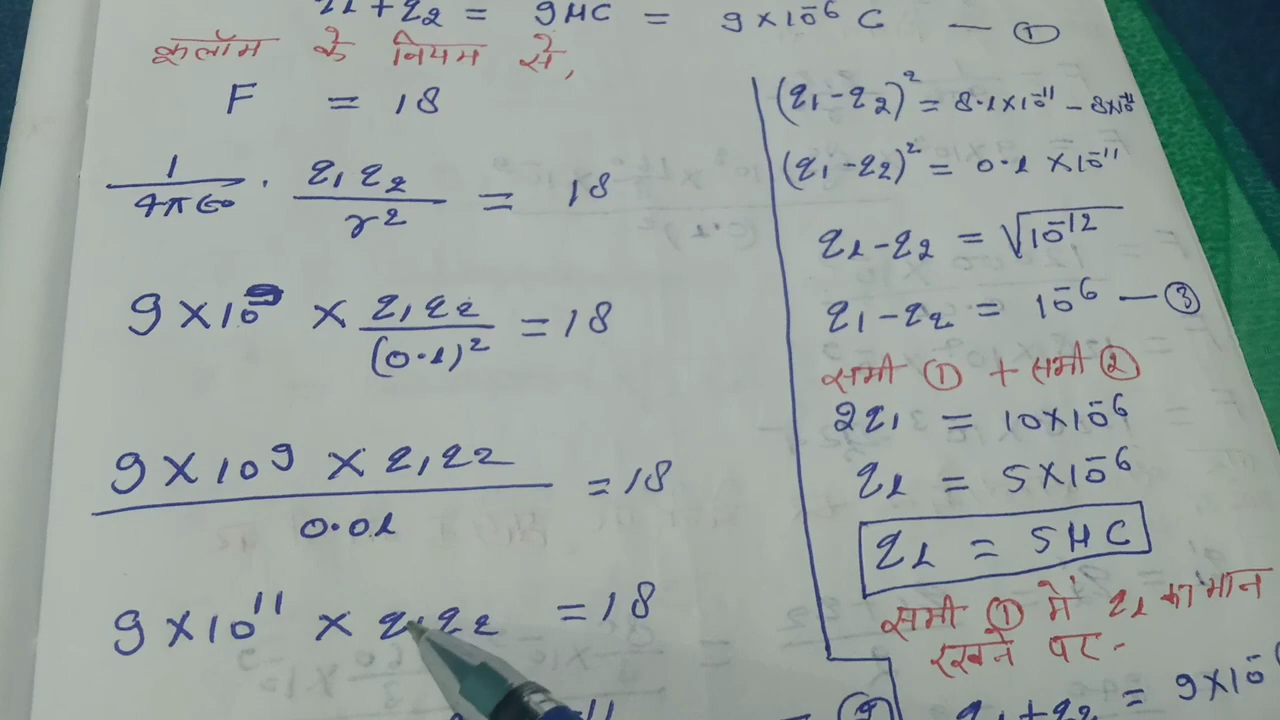 q1+q2 = 9μC = 9×10⁻⁶ C — ①
कूलॉम के नियम से,
F = 18
1/4πε₀ · q1q2/r² = 18
9×10⁹ × q1q2/(0.1)² = 18
9×10⁹ × q1q2/0.01 = 18
9×10¹¹ × q1q2 = 18
(q1-q2)² = 8.1×10⁻¹¹ - 8×10⁻¹¹
(q1-q2)² = 0.1×10⁻¹¹
q1-q2 = √10⁻¹²
q1-q2 = 10⁻⁶ — ③
समी ① + समी ②
2q1 = 10×10⁻⁶
q1 = 5×10⁻⁶
q1 = 5μC
समी ① में q1 का मान
रखने पर-
q1+q2 = 9×10⁻